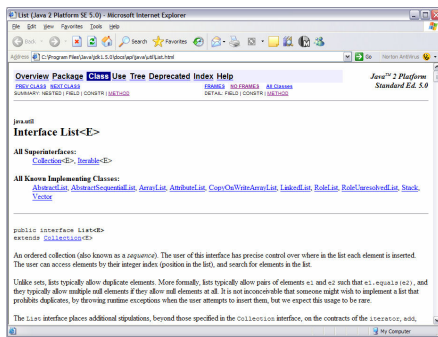 List (Java 2 Platform SE 5.0) - Microsoft Internet Explorer
File Edit View Favorites Tools Help
Back Search Favorites
Address C:\Program Files\Java\jdk1.5.0\docs\api\java\util\List.html Go Norton Antivirus
Overview Package Class Use Tree Deprecated Index Help
Java™ 2 Platform
Standard Ed. 5.0
PREV CLASS NEXT CLASS
FRAMES NO FRAMES All Classes
SUMMARY: NESTED | FIELD | CONSTR | METHOD
DETAIL: FIELD | CONSTR | METHOD
java.util
Interface List<E>
All Superinterfaces:
Collection<E>, Iterable<E>
All Known Implementing Classes:
AbstractList, AbstractSequentialList, ArrayList, AttributeList, CopyOnWriteArrayList, LinkedList, RoleList, RoleUnresolvedList, Stack,
Vector
public interface List<E>
extends Collection<E>
An ordered collection (also known as a sequence). The user of this interface has precise control over where in the list each element is inserted.
The user can access elements by their integer index (position in the list), and search for elements in the list.
Unlike sets, lists typically allow duplicate elements. More formally, lists typically allow pairs of elements e1 and e2 such that e1.equals(e2), and
they typically allow multiple null elements if they allow null elements at all. It is not inconceivable that someone might wish to implement a list that
prohibits duplicates, by throwing runtime exceptions when the user attempts to insert them, but we expect this usage to be rare.
The List interface places additional stipulations, beyond those specified in the Collection interface, on the contracts of the iterator, add,
My Computer